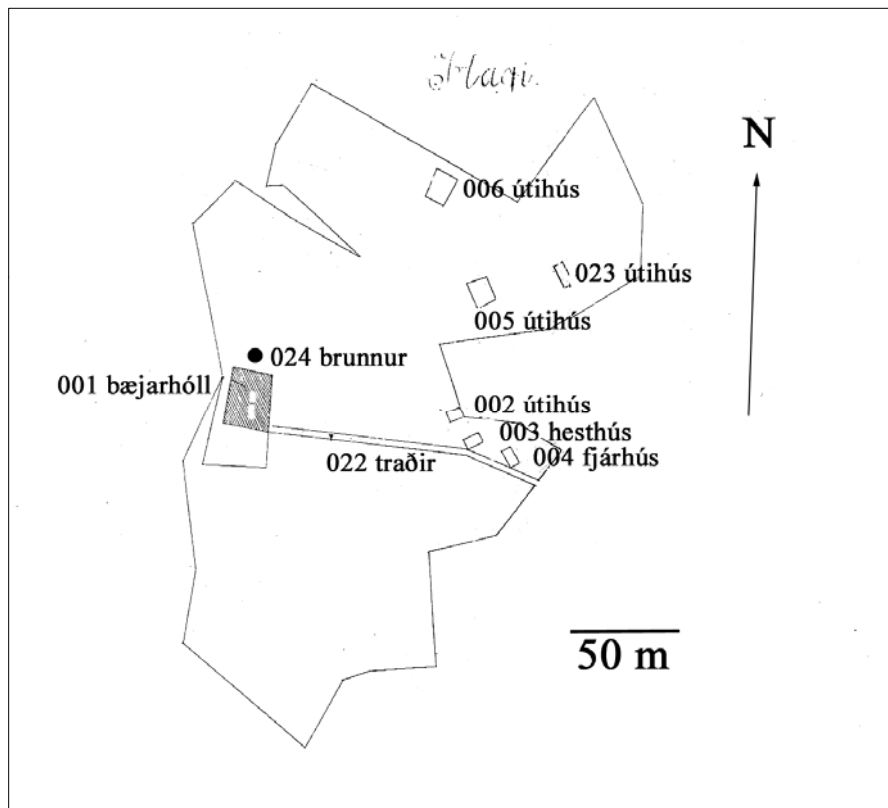 Hagi.
N
006 útihús
023 útihús
005 útihús
024 brunnur
001 bæjarhóll
002 útihús
003 hesthús
022 traðir
004 fjárhús
50 m